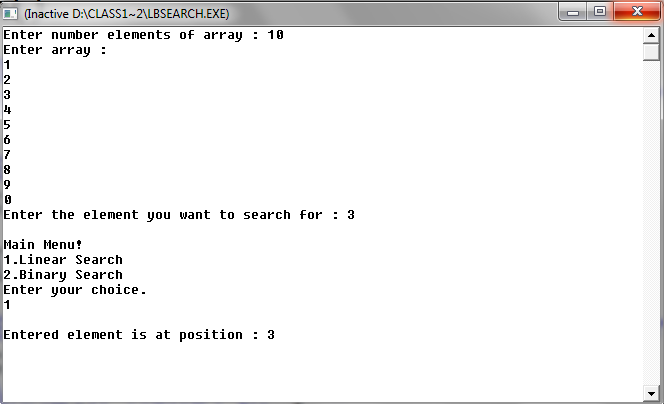 (Inactive D:\CLASS1~2\LBSEARCH.EXE)
Enter number elements of array : 10
Enter array :
1
2
3
4
5
6
7
8
9
0
Enter the element you want to search for : 3
Main Menu!
1.Linear Search
2.Binary Search
Enter your choice.
1
Entered element is at position : 3